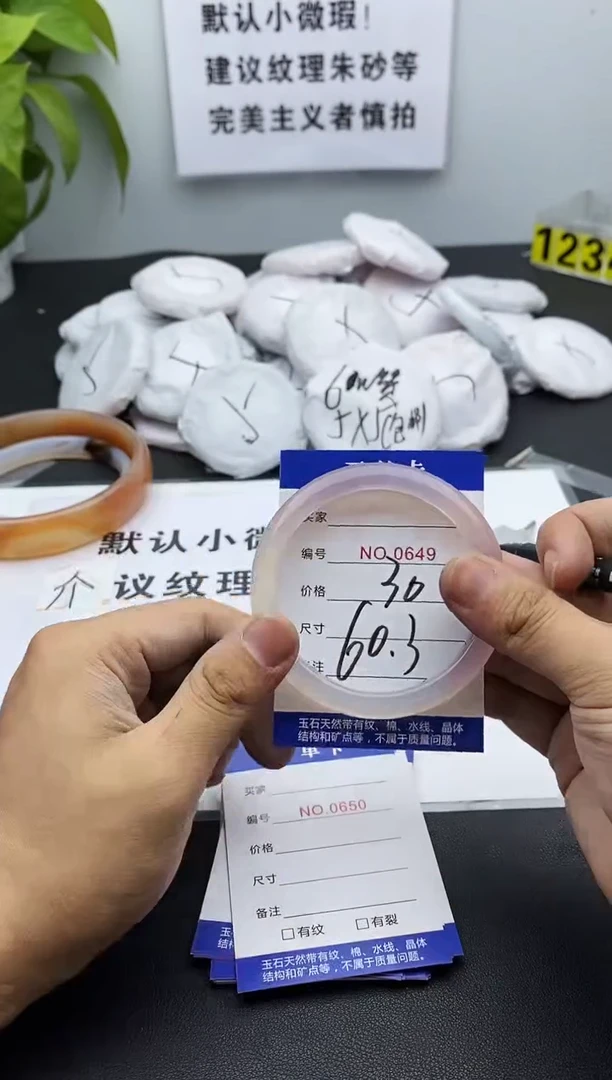 默认小微瑕！
建议纹理朱砂等
完美主义者慎拍
1234
默认小微
介
议纹理
买家
编号 NO.0649
价格 30
尺寸 60.3
注
玉石天然带有纹、棉、水线、晶体
结构和矿点等，不属于质量问题。
买家
编号 NO.0650
价格
尺寸
备注
□有纹 □有裂
玉石天然带有纹、棉、水线、晶体
结构和矿点等，不属于质量问题。